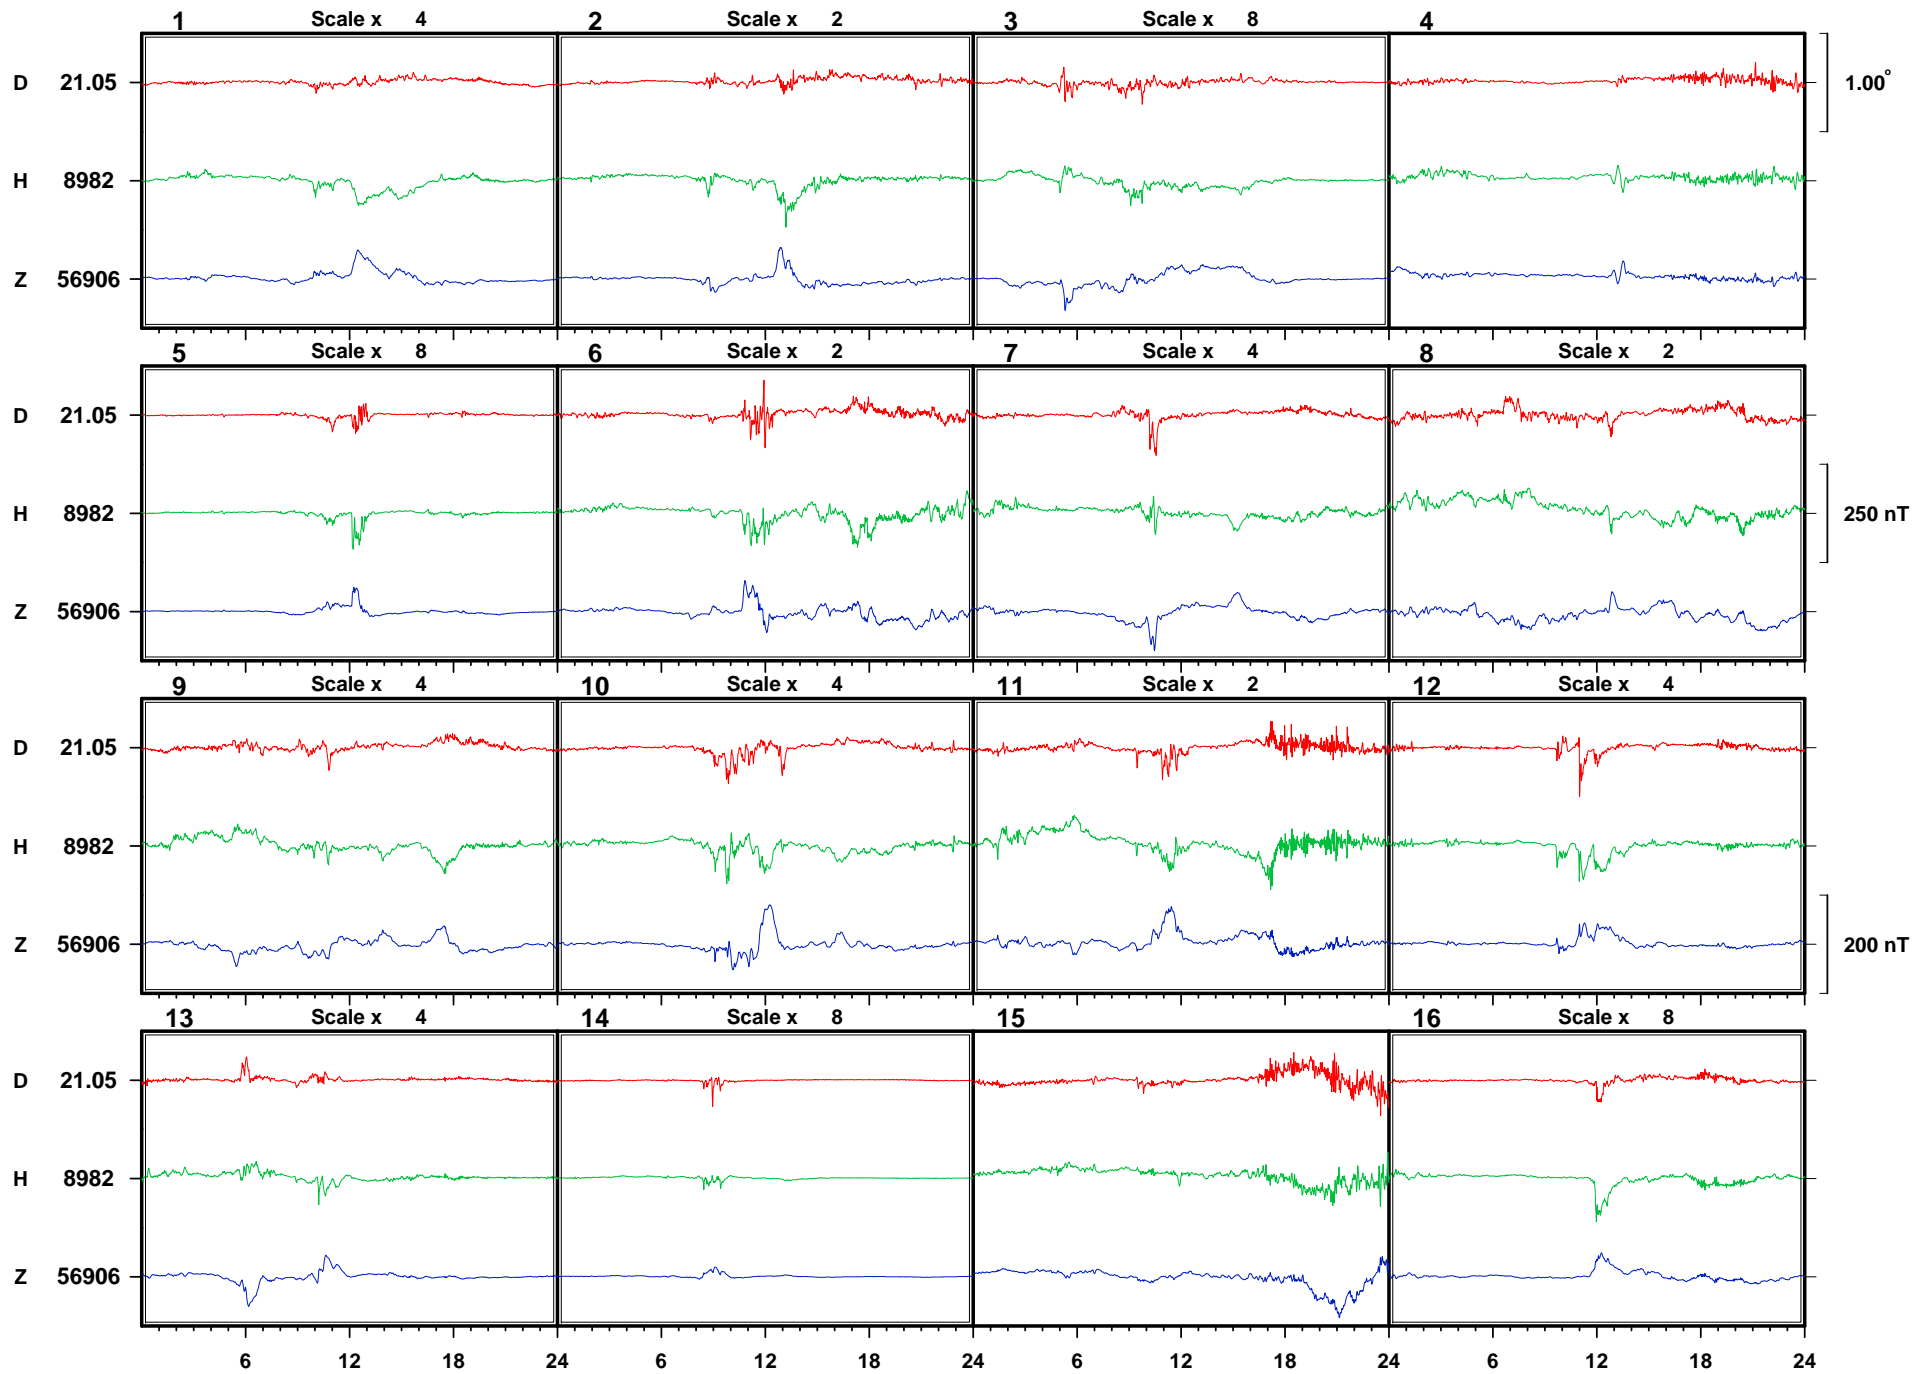 1 Scale x 4 2 Scale x 2 3 Scale x 8 4
D 21.05 1.00°
H 8982
Z 56906
5 Scale x 8 6 Scale x 2 7 Scale x 4 8 Scale x 2
D 21.05
H 8982 250 nT
Z 56906
9 Scale x 4 10 Scale x 4 11 Scale x 2 12 Scale x 4
D 21.05
H 8982
Z 56906 200 nT
13 Scale x 4 14 Scale x 8 15 16 Scale x 8
D 21.05
H 8982
Z 56906
6 12 18 24 6 12 18 24 6 12 18 24 6 12 18 24